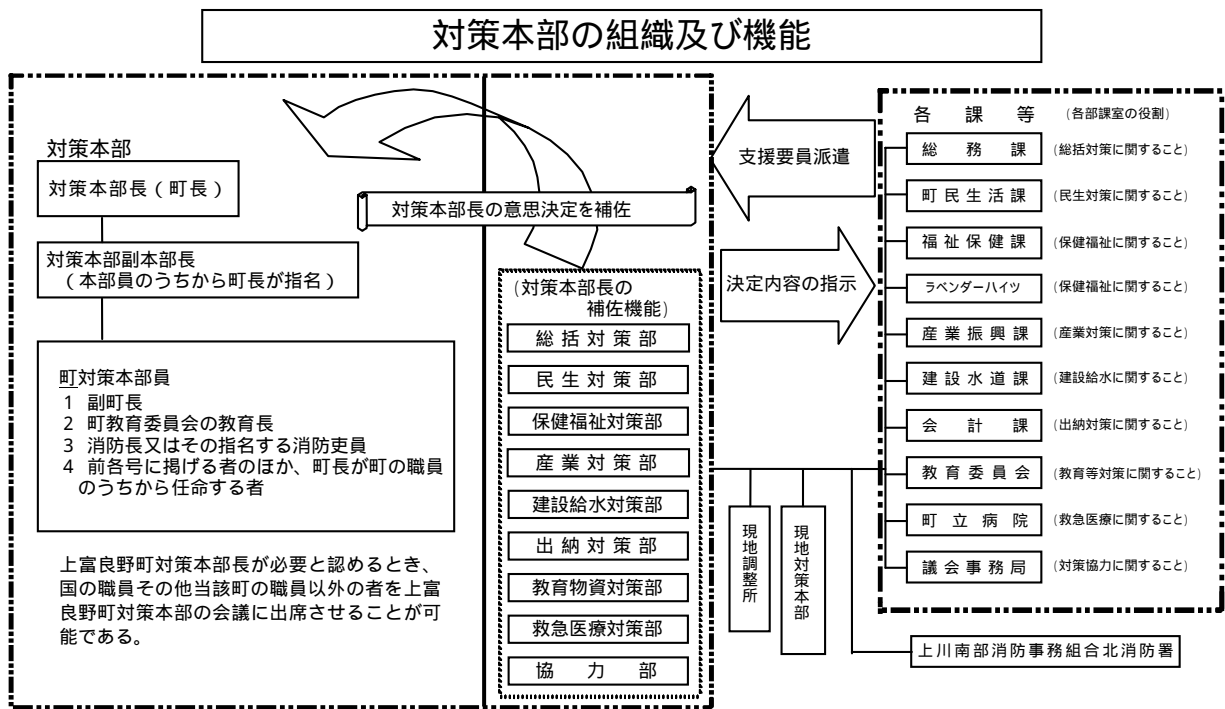 対策本部の組織及び機能
対策本部
対策本部長（町長）
対策本部副本部長
（本部員のうちから町長が指名）
町対策本部員
1 副町長
2 町教育委員会の教育長
3 消防長又はその指名する消防吏員
4 前各号に掲げる者のほか、町長が町の職員
のうちから任命する者
上富良野町対策本部長が必要と認めるとき、
国の職員その他当該町の職員以外の者を上富
良野町対策本部の会議に出席させることが可
能である。
対策本部長の意思決定を補佐
（対策本部長の
補佐機能）
総括対策部
民生対策部
保健福祉対策部
産業対策部
建設給水対策部
出納対策部
教育物資対策部
救急医療対策部
協力部
支援要員派遣
決定内容の指示
現地調整所
現地対策本部
各課等 （各部課室の役割）
総務課 （総括対策に関すること）
町民生活課 （民生対策に関すること）
福祉保健課 （保健福祉に関すること）
ラベンダーハイツ （保健福祉に関すること）
産業振興課 （産業対策に関すること）
建設水道課 （建設給水に関すること）
会計課 （出納対策に関すること）
教育委員会 （教育等対策に関すること）
町立病院 （救急医療に関すること）
議会事務局 （対策協力に関すること）
上川南部消防事務組合北消防署